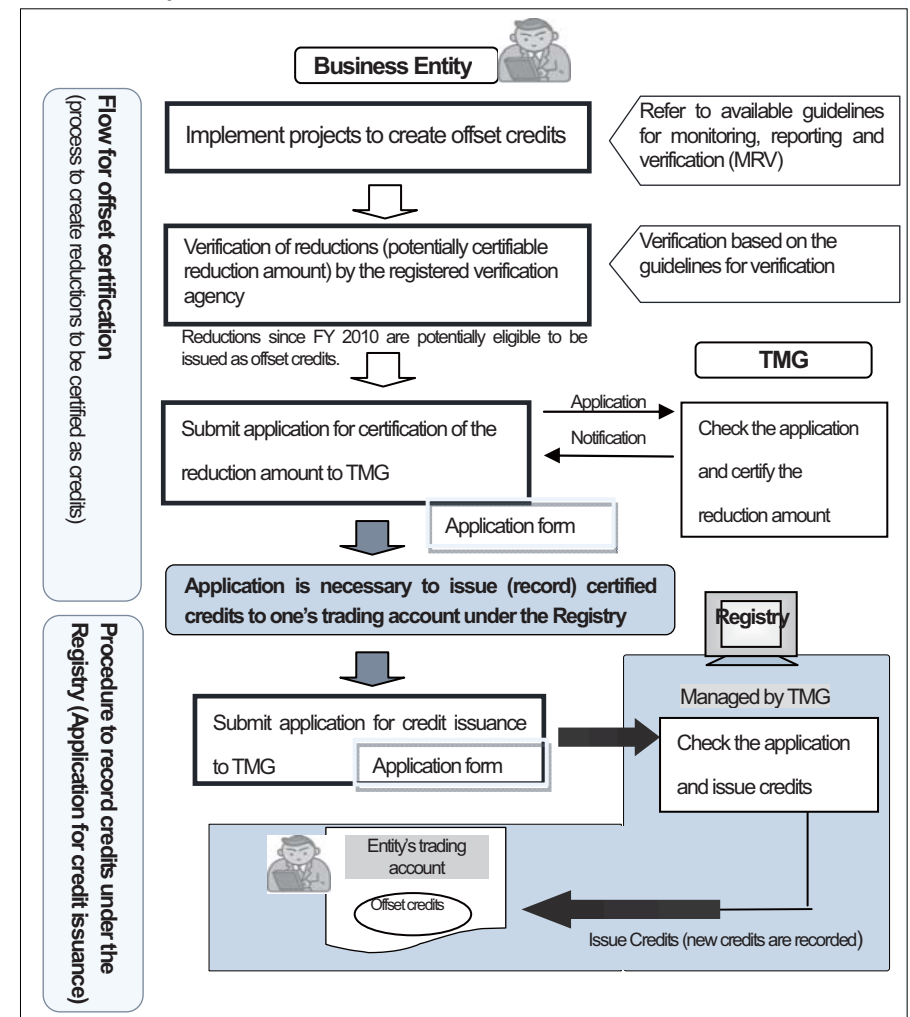 Business Entity
Flow for offset certification
(process to create reductions to be certified as credits)
Implement projects to create offset credits
Refer to available guidelines
for monitoring, reporting and
verification (MRV)
Verification of reductions (potentially certifiable
reduction amount) by the registered verification
agency
Verification based on the
guidelines for verification
Reductions since FY 2010 are potentially eligible to be
issued as offset credits.
TMG
Submit application for certification of the
reduction amount to TMG
Application form
Application
Notification
Check the application
and certify the
reduction amount
Application is necessary to issue (record) certified
credits to one's trading account under the Registry
Procedure to record credits under the
Registry (Application for credit issuance)
Registry
Managed by TMG
Submit application for credit issuance
to TMG
Application form
Check the application
and issue credits
Entity's trading
account
Offset credits
Issue Credits (new credits are recorded)